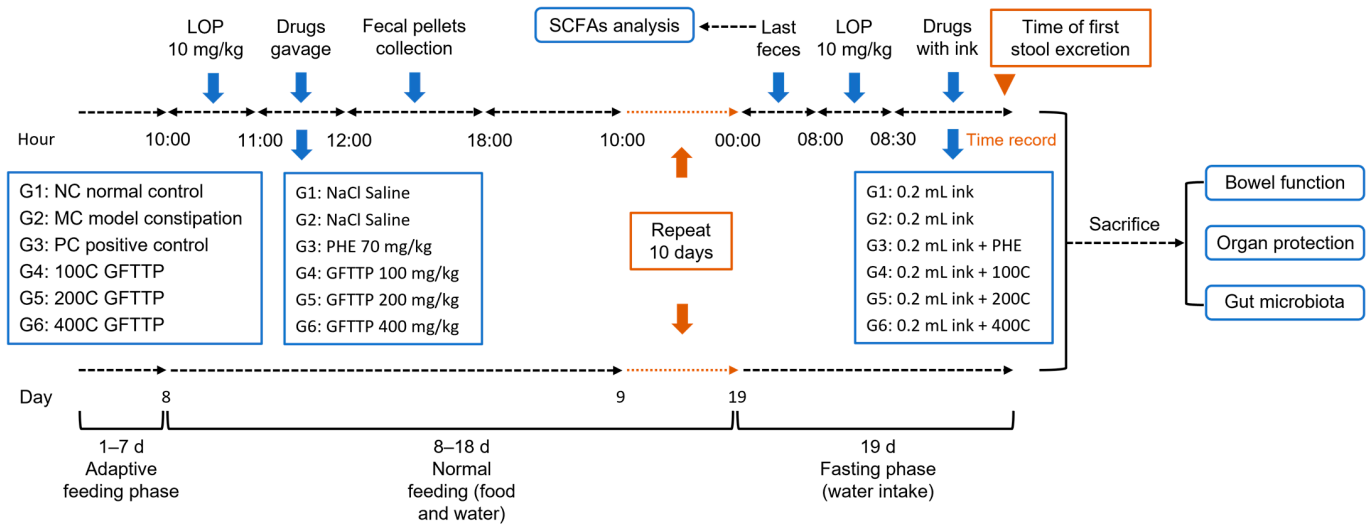 LOP
10 mg/kg
Drugs
gavage
Fecal pellets
collection
SCFAs analysis
Last
feces
LOP
10 mg/kg
Drugs
with ink
Time of first
stool excretion
Hour
10:00
11:00
12:00
18:00
10:00
00:00
08:00
08:30
Time record
G1: NC normal control
G2: MC model constipation
G3: PC positive control
G4: 100C GFTTP
G5: 200C GFTTP
G6: 400C GFTTP
G1: NaCl Saline
G2: NaCl Saline
G3: PHE 70 mg/kg
G4: GFTTP 100 mg/kg
G5: GFTTP 200 mg/kg
G6: GFTTP 400 mg/kg
Repeat
10 days
G1: 0.2 mL ink
G2: 0.2 mL ink
G3: 0.2 mL ink + PHE
G4: 0.2 mL ink + 100C
G5: 0.2 mL ink + 200C
G6: 0.2 mL ink + 400C
Sacrifice
Bowel function
Organ protection
Gut microbiota
Day
8
9
19
1–7 d
Adaptive
feeding phase
8–18 d
Normal
feeding (food
and water)
19 d
Fasting phase
(water intake)